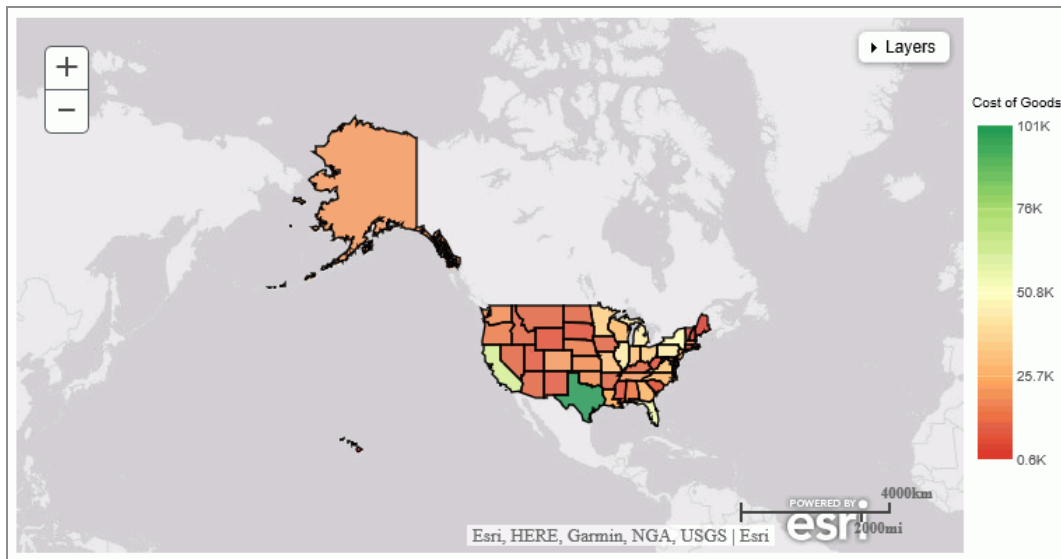 +
−
Layers
Cost of Goods
101K
76K
50.8K
25.7K
0.6K
4000km
2000mi
POWERED BY
esri
Esri, HERE, Garmin, NGA, USGS | Esri